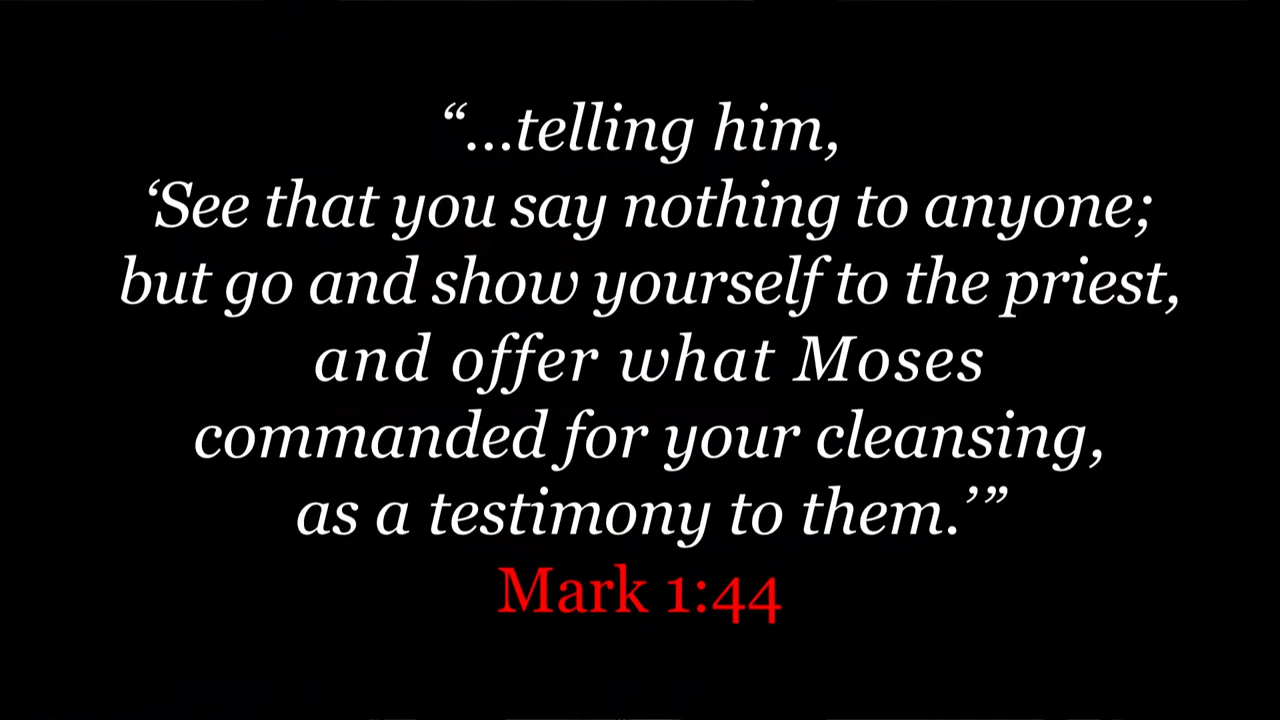 “…telling him,
‘See that you say nothing to anyone;
but go and show yourself to the priest,
and offer what Moses
commanded for your cleansing,
as a testimony to them.’”
Mark 1:44